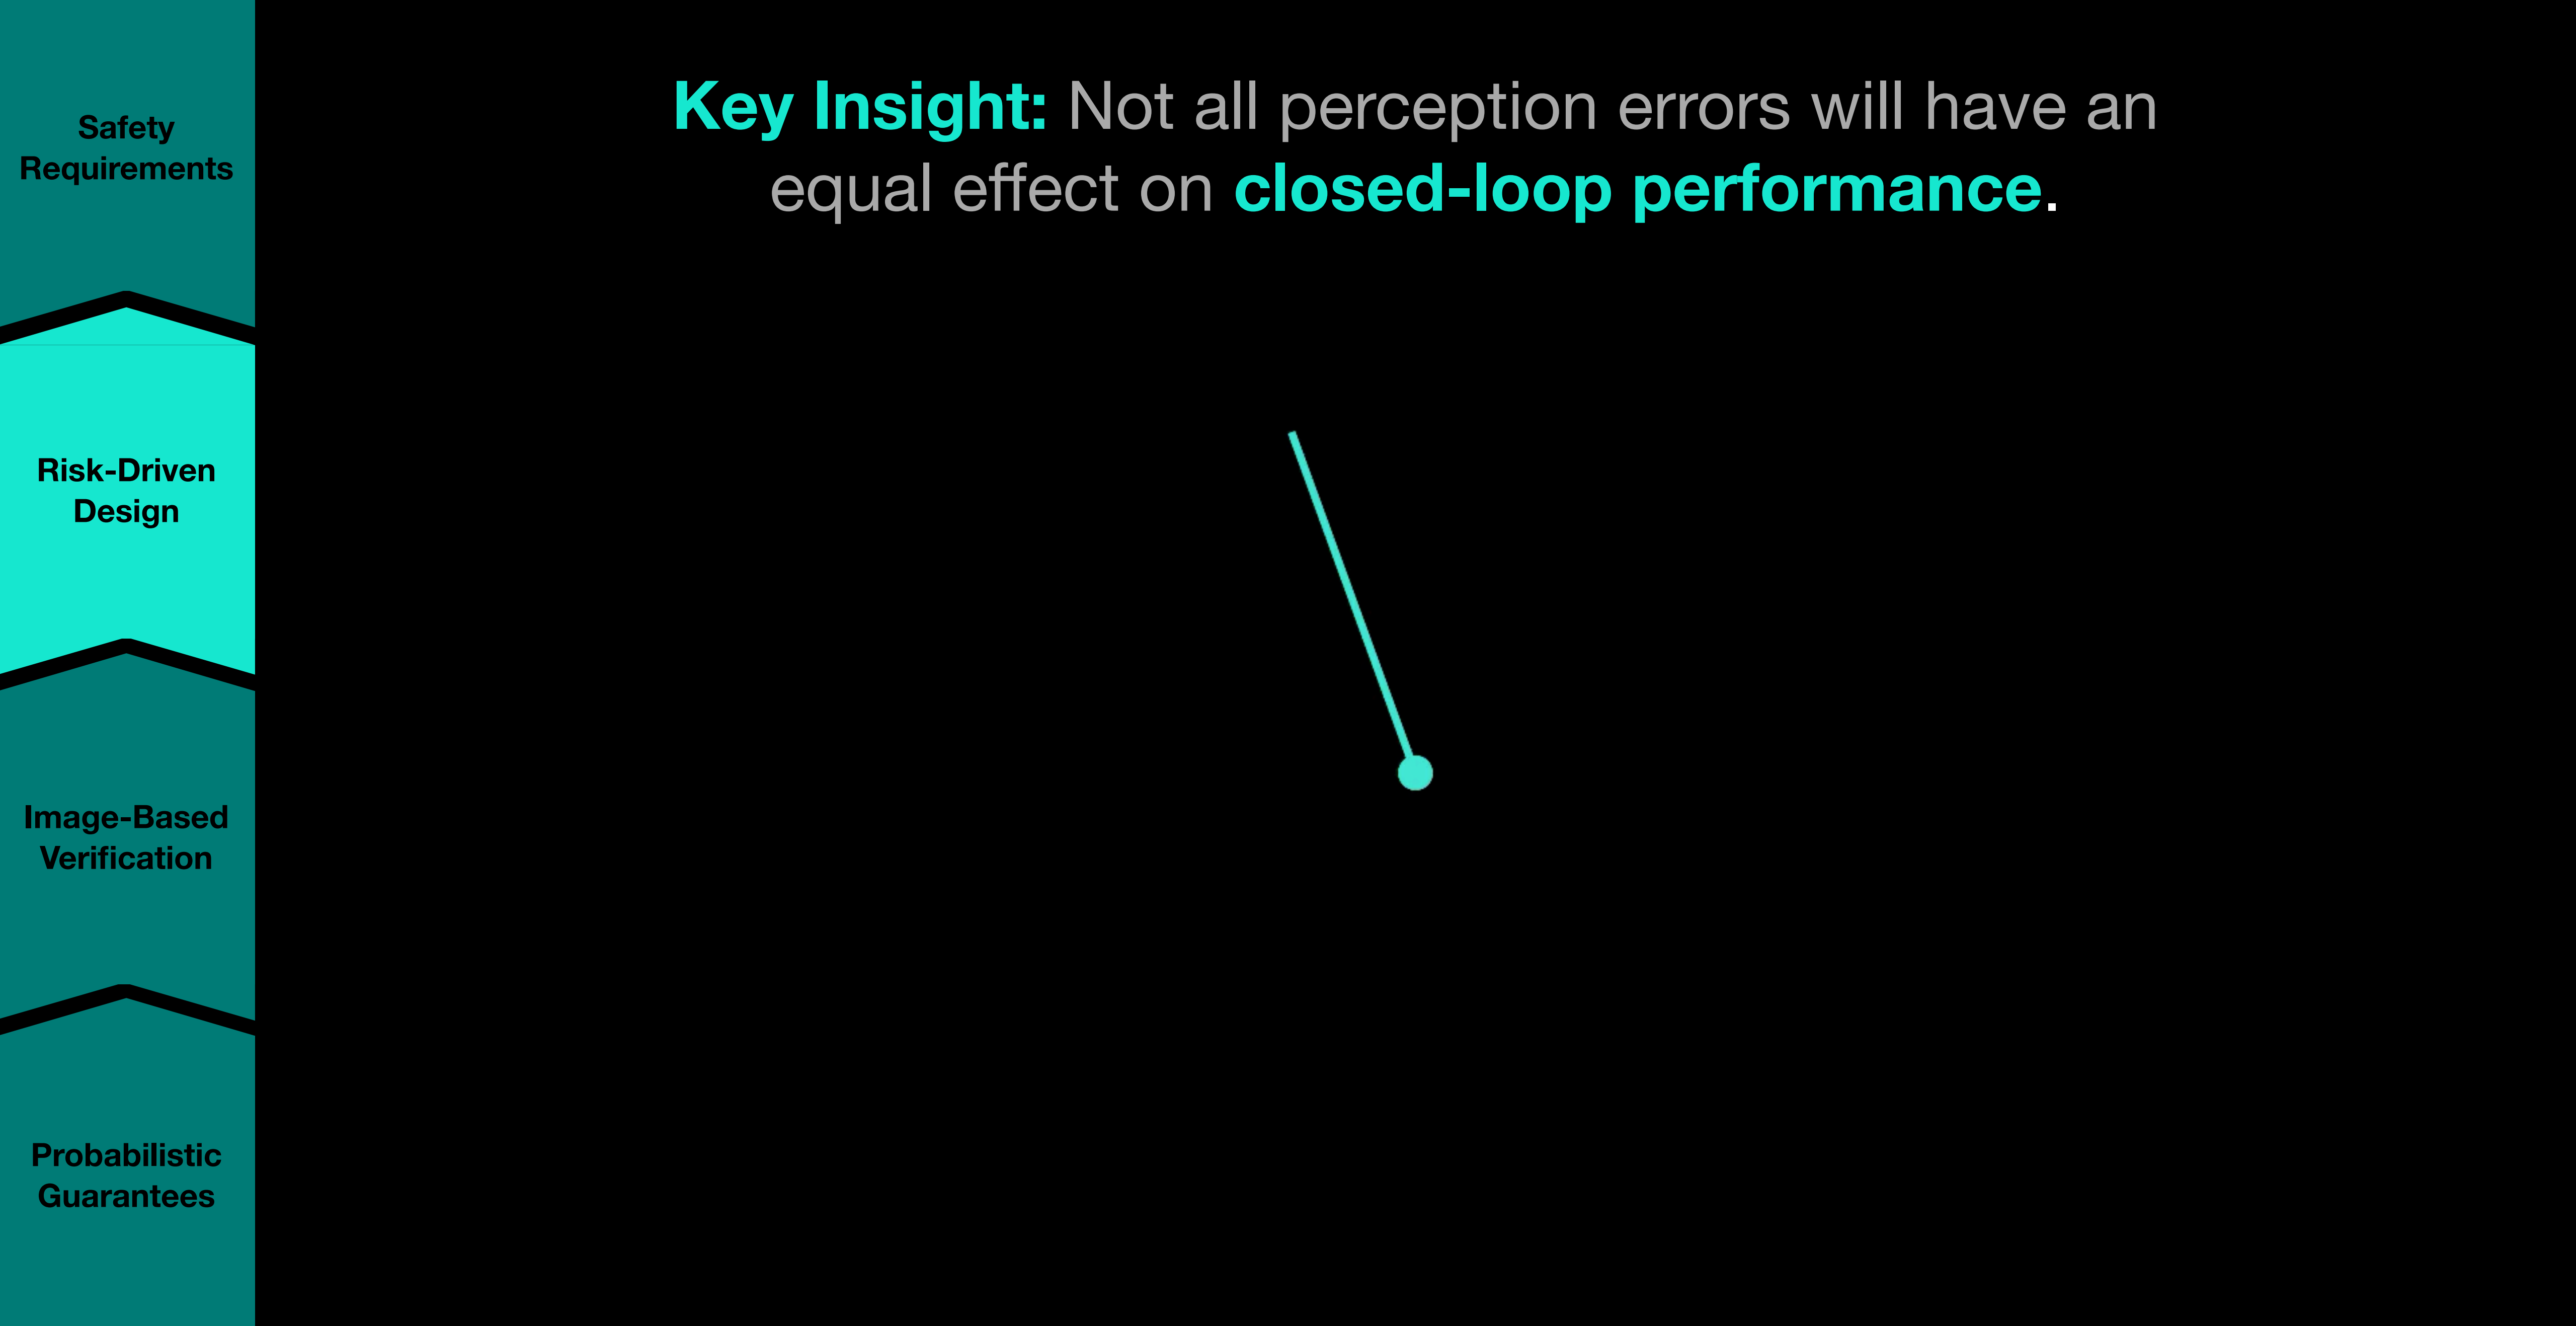 Safety
Requirements
Risk-Driven
Design
Image-Based
Verification
Probabilistic
Guarantees
Key Insight: Not all perception errors will have an
equal effect on closed-loop performance.